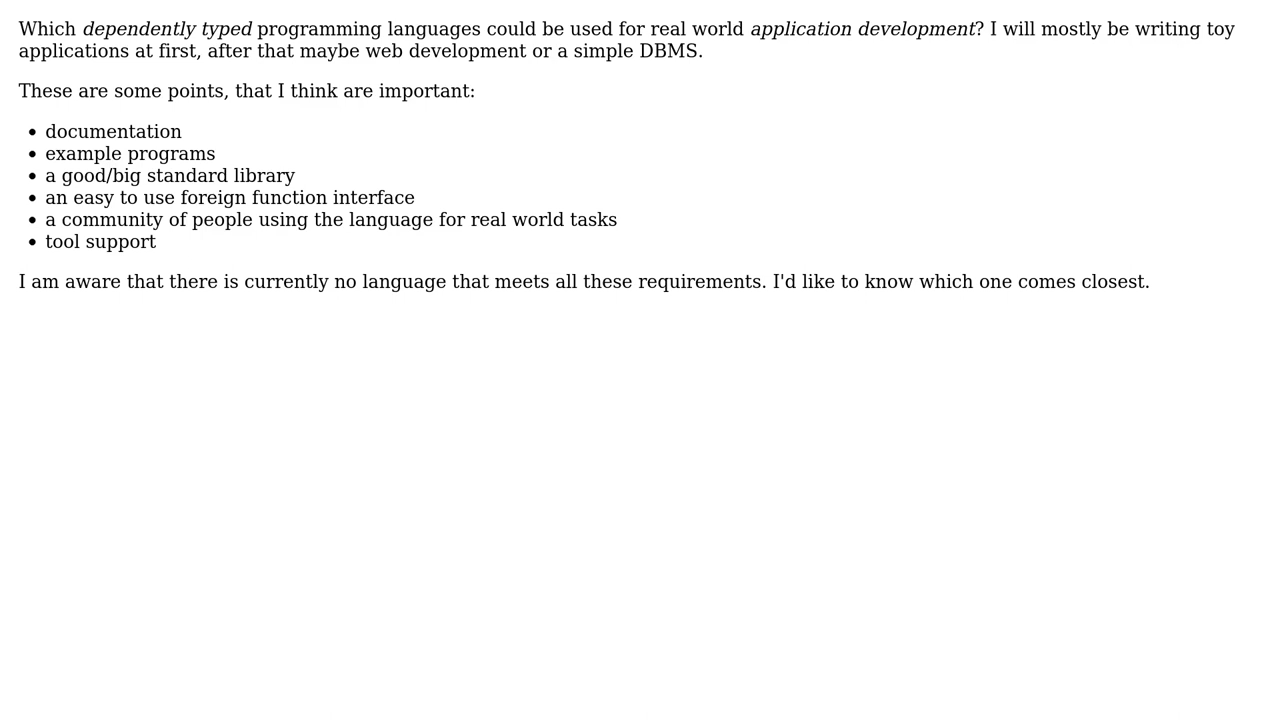 Which dependently typed programming languages could be used for real world application development? I will mostly be writing toy
applications at first, after that maybe web development or a simple DBMS.
These are some points, that I think are important:
• documentation
• example programs
• a good/big standard library
• an easy to use foreign function interface
• a community of people using the language for real world tasks
• tool support
I am aware that there is currently no language that meets all these requirements. I'd like to know which one comes closest.